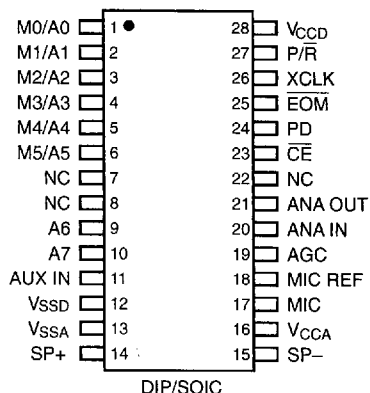 M0/A0 1 28 VCCD
M1/A1 2 27 P/R̅
M2/A2 3 26 XCLK
M3/A3 4 25 E̅O̅M̅
M4/A4 5 24 PD
M5/A5 6 23 C̅E̅
NC 7 22 NC
NC 8 21 ANA OUT
A6 9 20 ANA IN
A7 10 19 AGC
AUX IN 11 18 MIC REF
VSSD 12 17 MIC
VSSA 13 16 VCCA
SP+ 14 15 SP–
DIP/SOIC